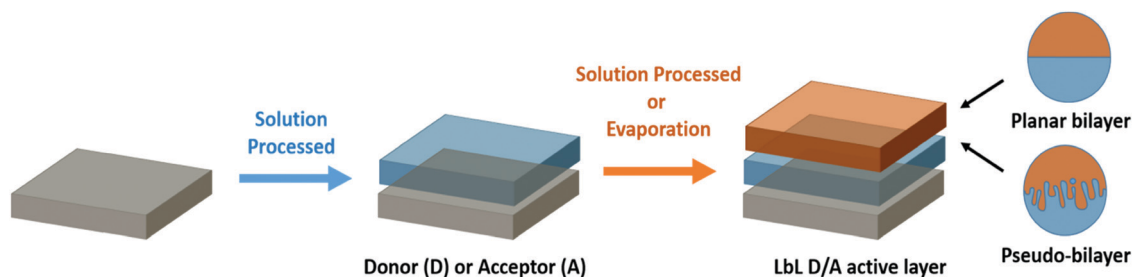 Solution
Processed
Solution Processed
or
Evaporation
Planar bilayer
Pseudo-bilayer
Donor (D) or Acceptor (A)
LbL D/A active layer